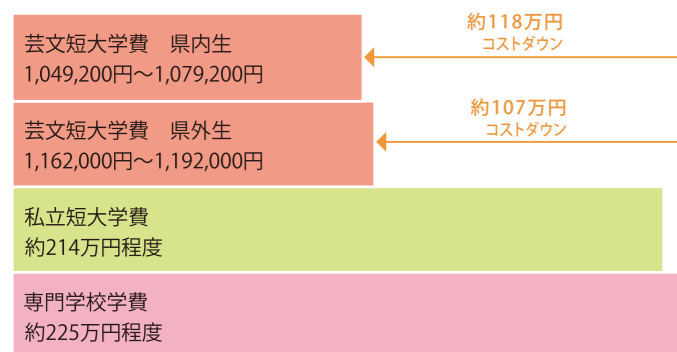 芸文短大学費　県内生
1,049,200円〜1,079,200円
約118万円
コストダウン
芸文短大学費　県外生
1,162,000円〜1,192,000円
約107万円
コストダウン
私立短大学費
約214万円程度
専門学校学費
約225万円程度